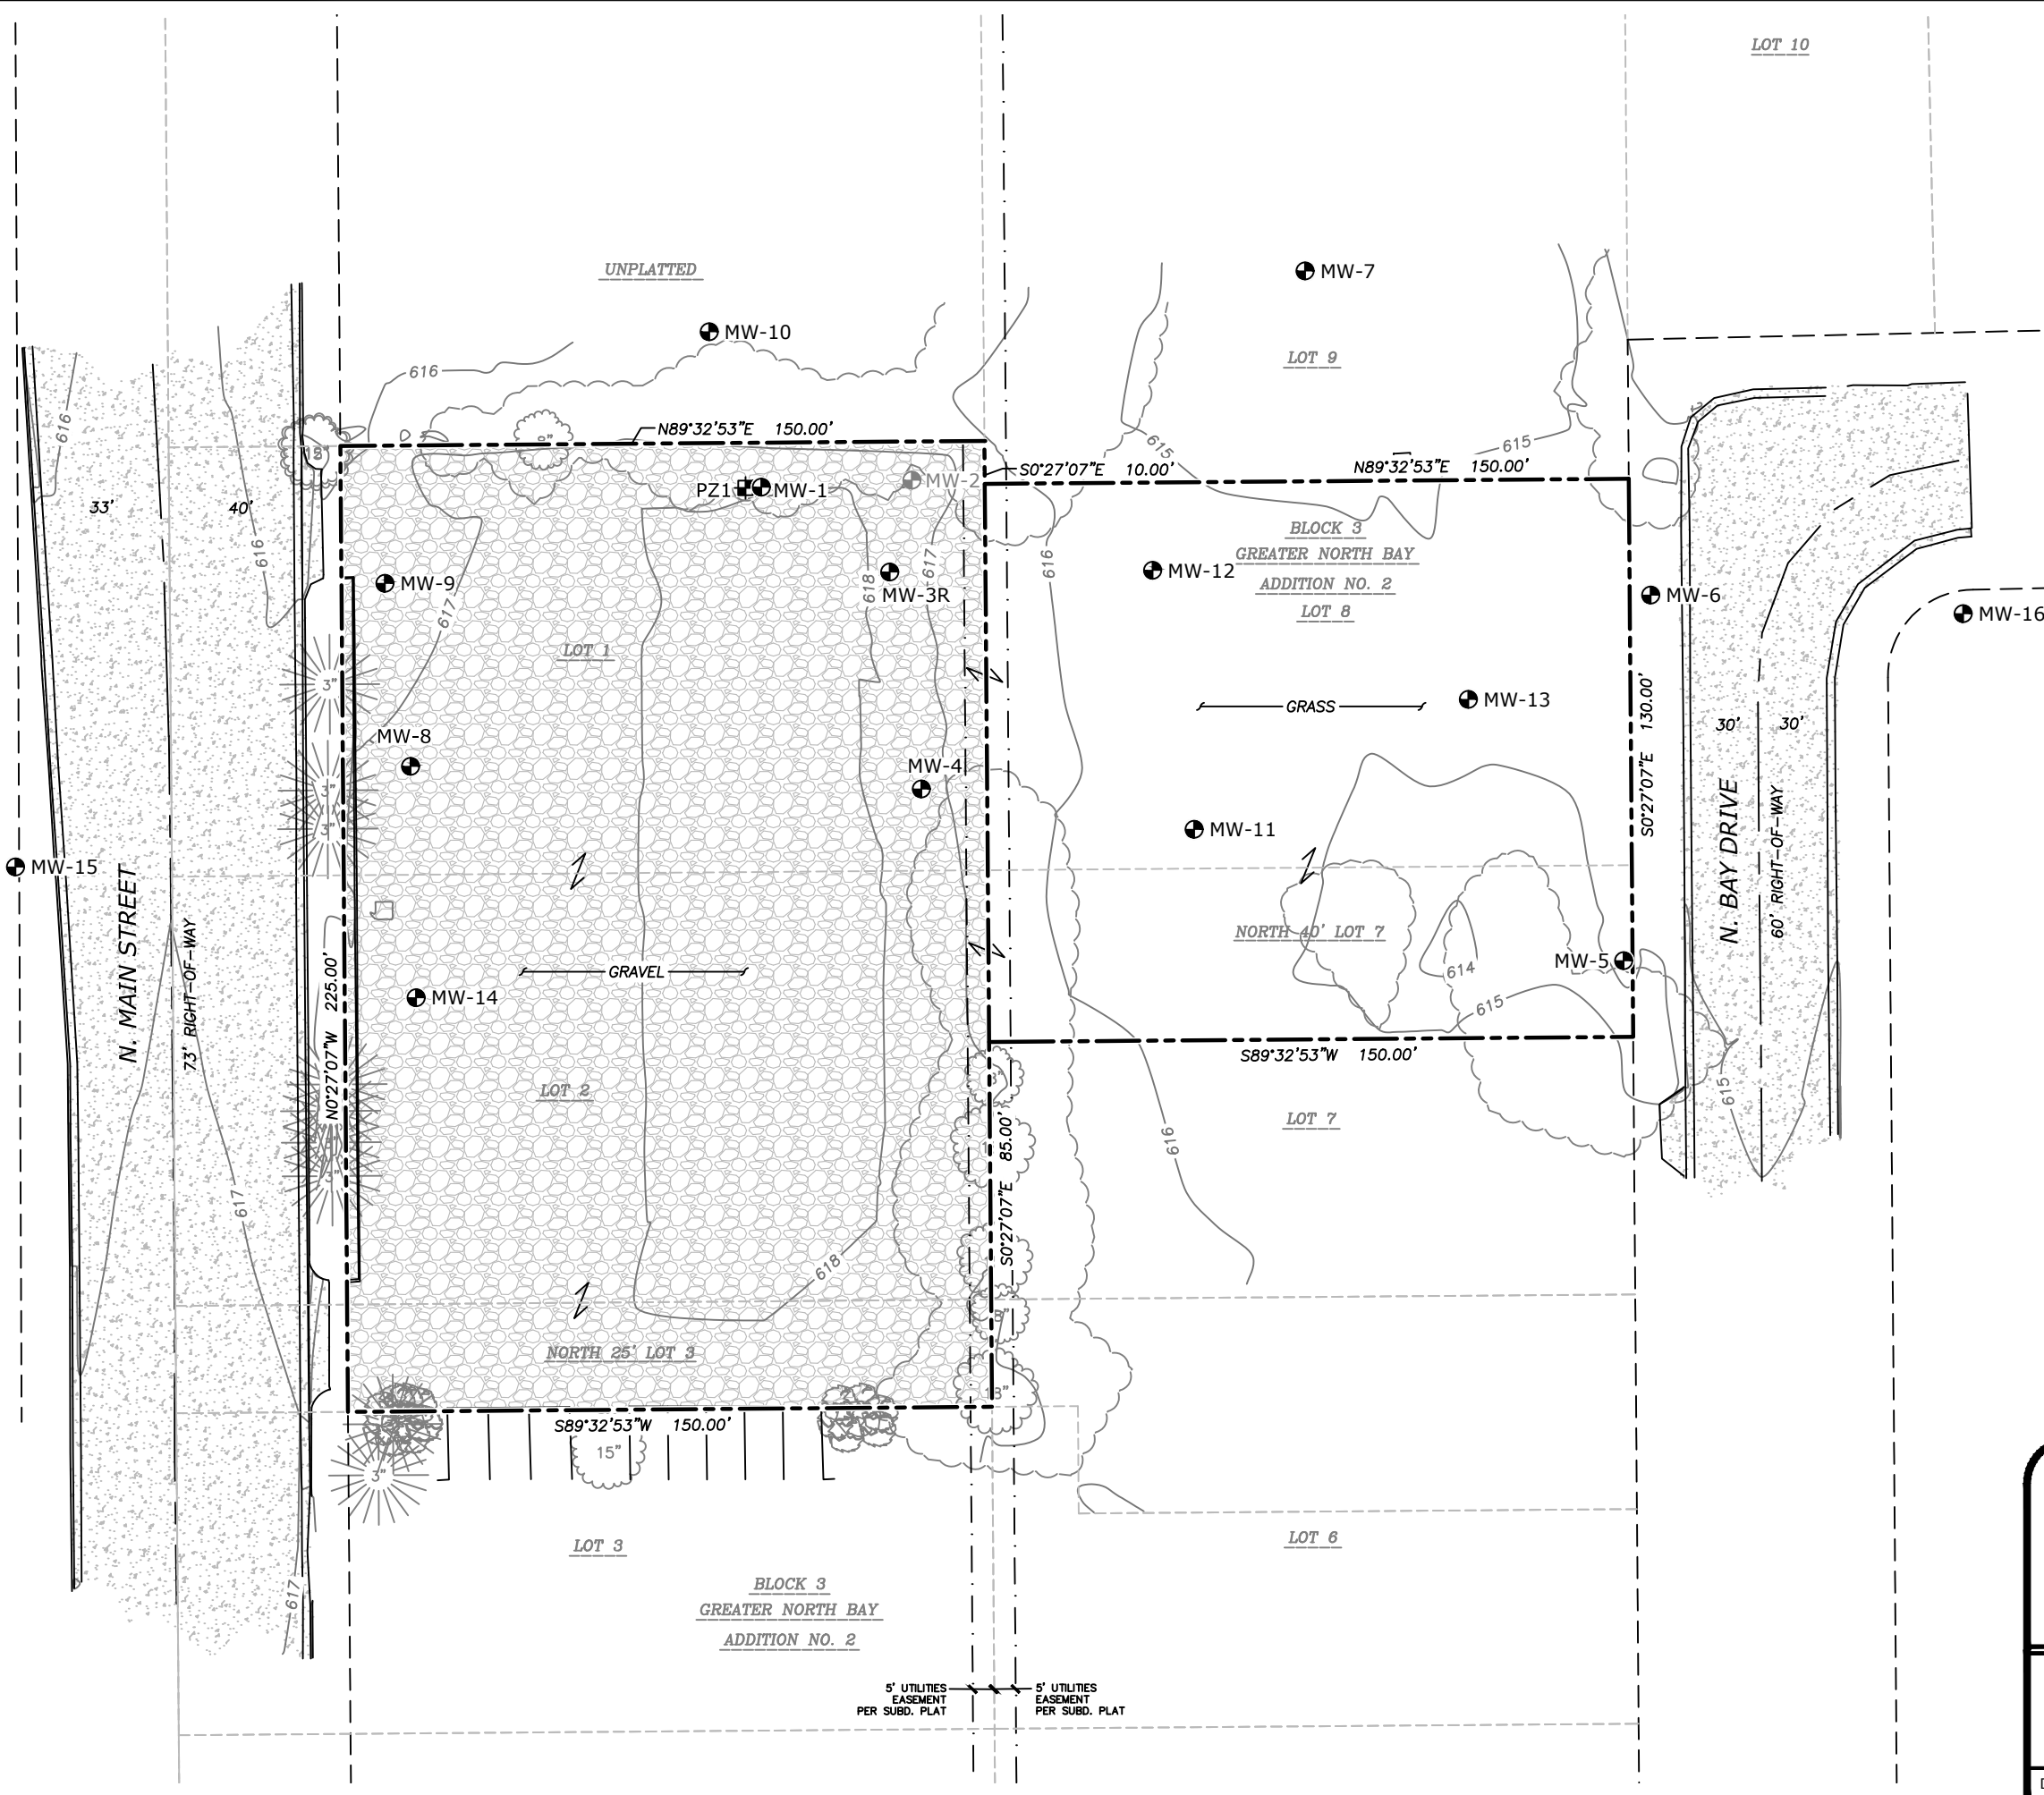 LOT 10
UNPLATTED
MW-7
MW-10
LOT 9
616
616
N89°32'53"E 150.00'
615
615
S0°27'07"E 10.00'
N89°32'53"E 150.00'
PZ1
MW-1
MW-2
33'
40'
616
617
618
617
616
BLOCK 3
GREATER NORTH BAY
ADDITION NO. 2
LOT 8
MW-9
MW-3R
MW-12
MW-6
MW-16
LOT 1
3"
GRASS
MW-13
S0°27'07"E 130.00'
30'
30'
MW-8
MW-4
3"
3"
MW-11
MW-15
N. MAIN STREET
73' RIGHT-OF-WAY
N. BAY DRIVE
60' RIGHT-OF-WAY
NORTH 40' LOT 7
MW-5
614
615
GRAVEL
MW-14
N0°27'07"W 225.00'
S89°32'53"W 150.00'
LOT 2
LOT 7
615
616
S0°27'07"E 85.00'
3"
617
618
NORTH 25' LOT 3
S89°32'53"W 150.00'
15"
3"
LOT 3
LOT 6
617
BLOCK 3
GREATER NORTH BAY
ADDITION NO. 2
5' UTILITIES
EASEMENT
PER SUBD. PLAT
5' UTILITIES
EASEMENT
PER SUBD. PLAT